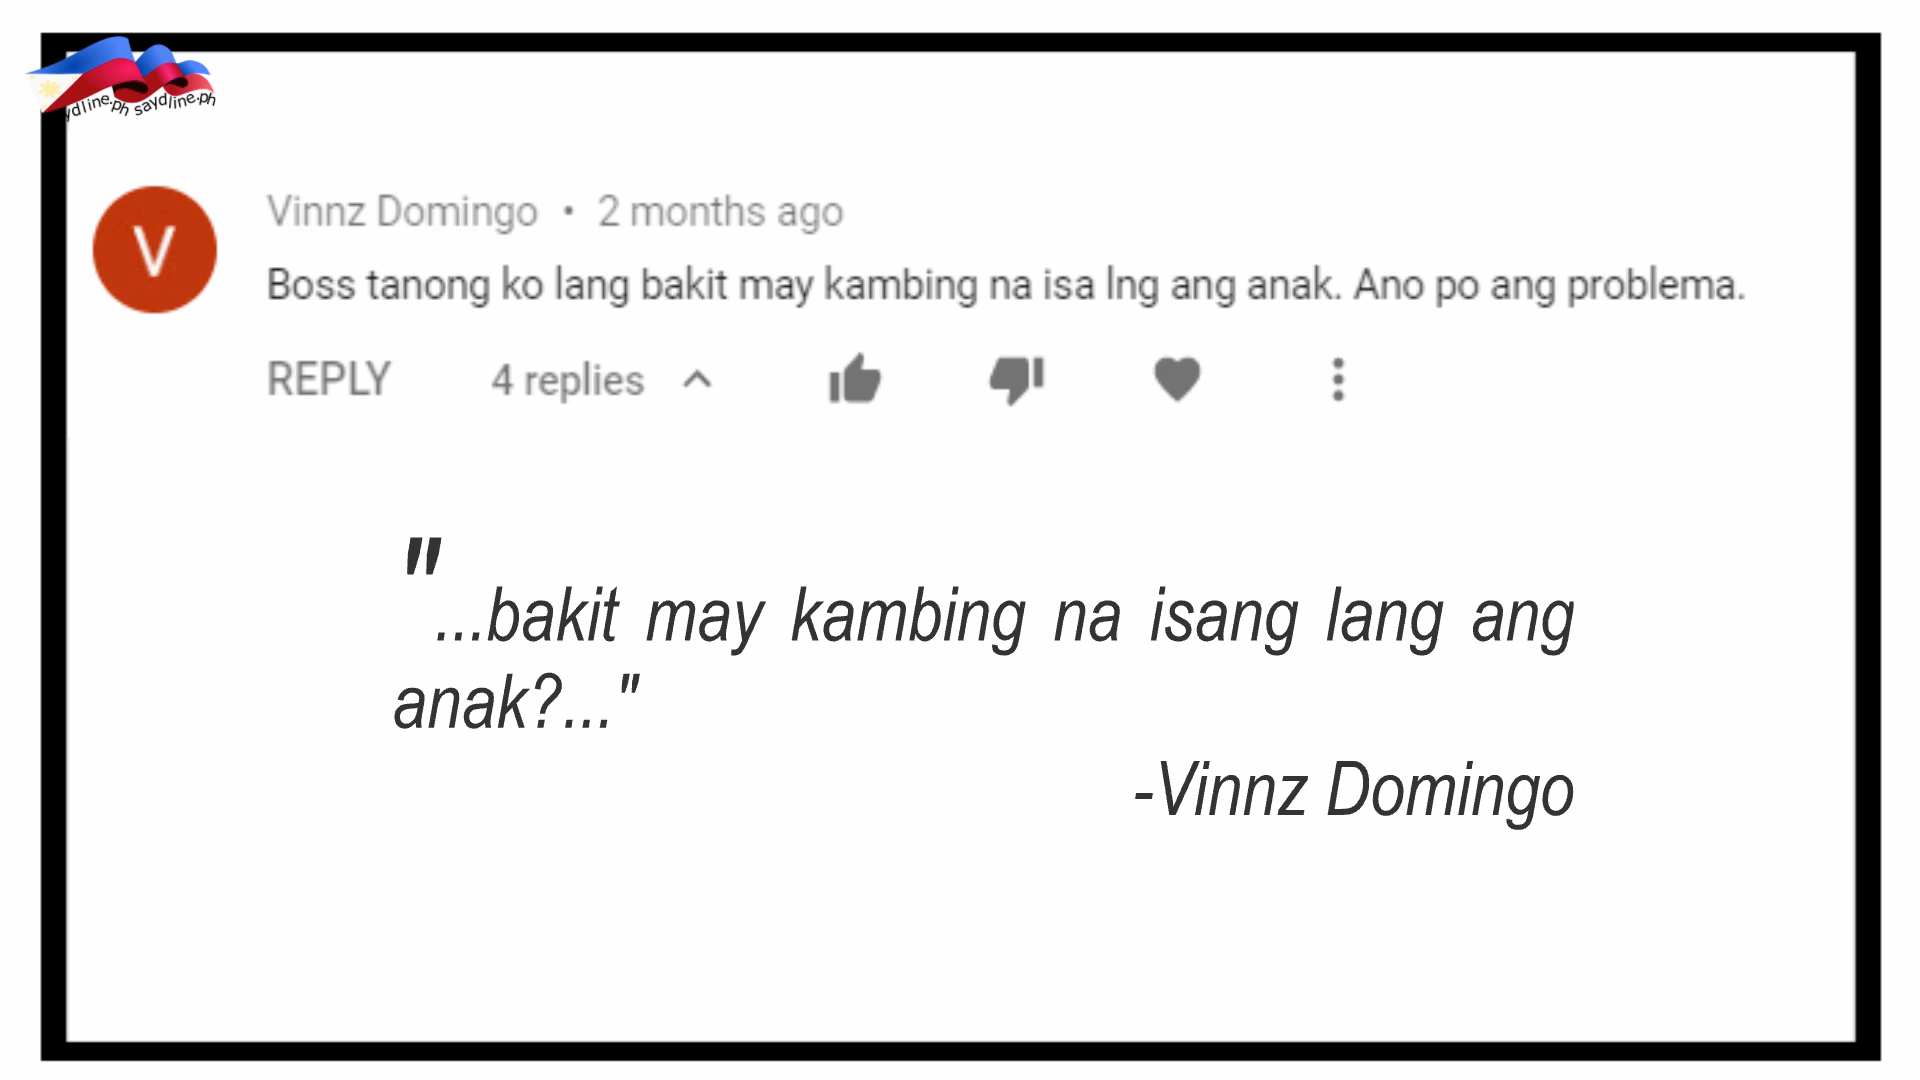 ydline.ph saydline.ph
V
Vinnz Domingo • 2 months ago
Boss tanong ko lang bakit may kambing na isa lng ang anak. Ano po ang problema.
REPLY 4 replies
"...bakit may kambing na isang lang ang
anak?..."
-Vinnz Domingo